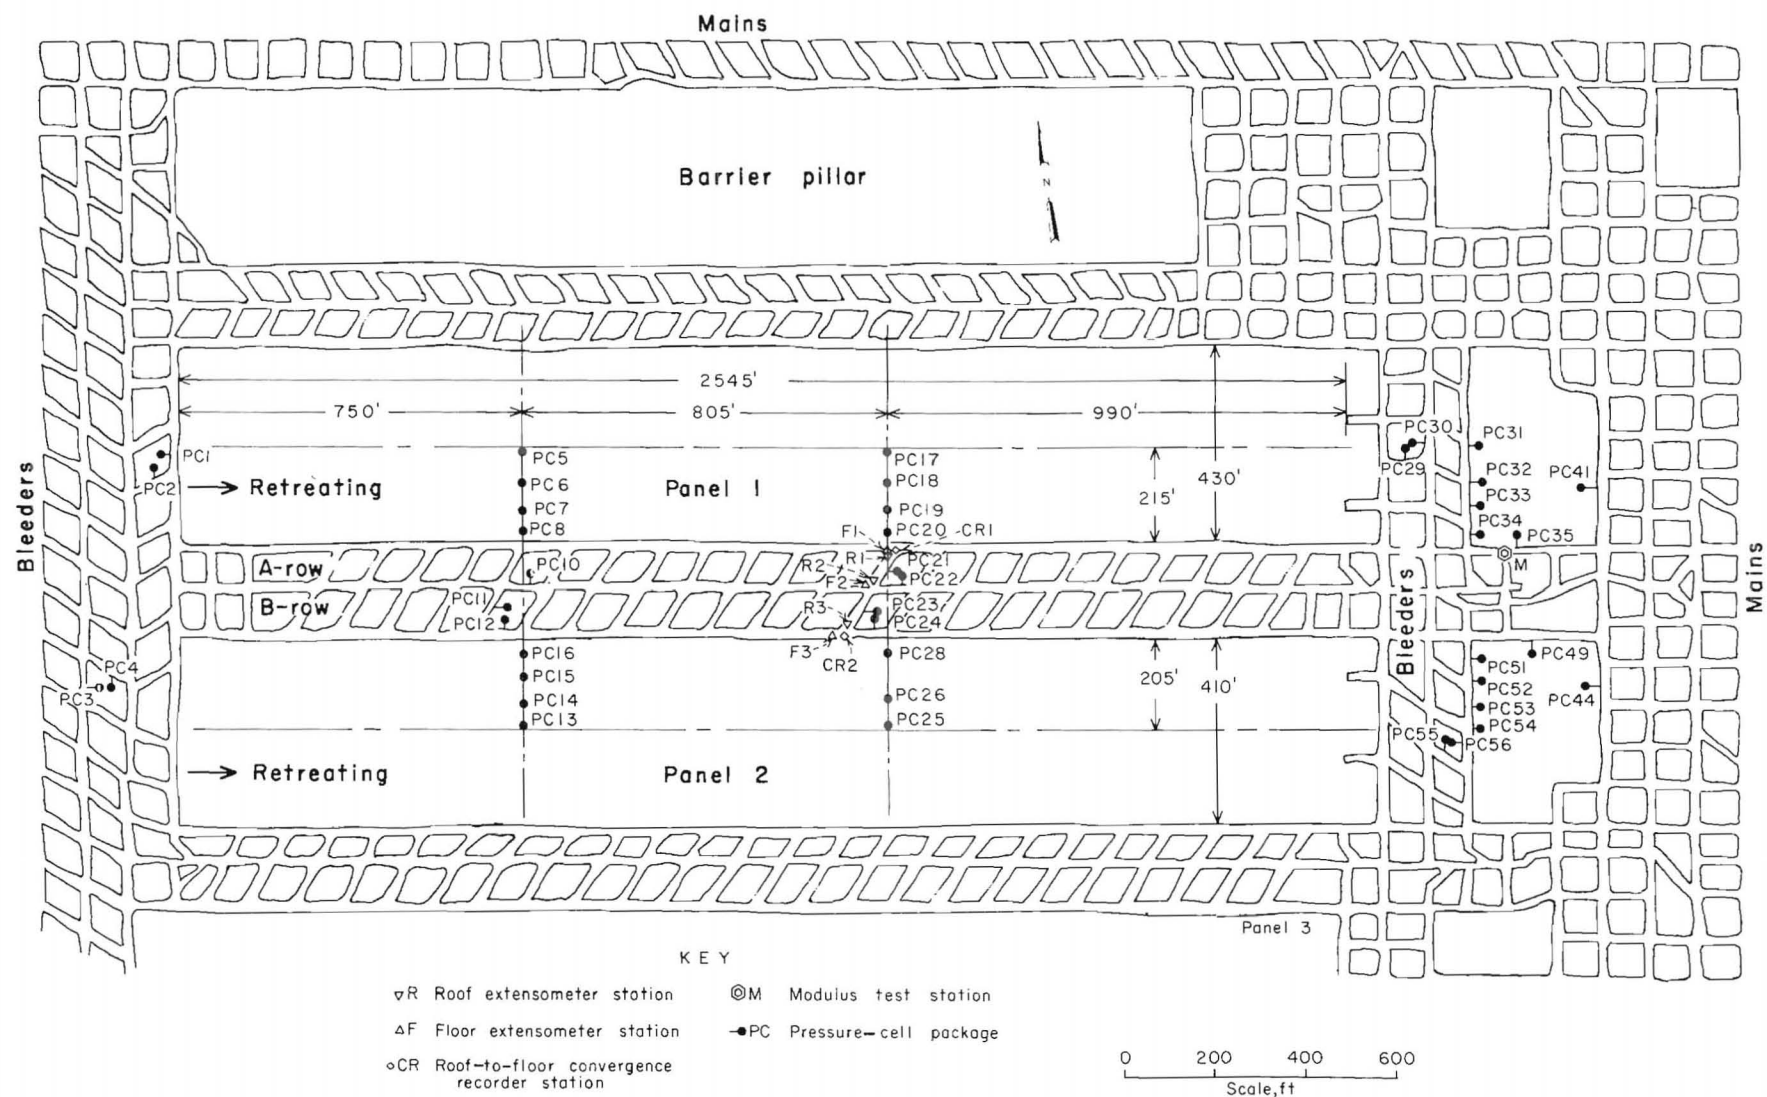 Mains
Barrier pillar
N
2545'
750'
805'
990'
PC1
PC2
Retreating
PC5
PC6
PC7
PC8
Panel 1
PC17
PC18
PC19
PC20
CR1
F1
215'
430'
PC30
PC29
PC31
PC32
PC33
PC34
PC35
PC41
M
Bleeders
A-row
PC10
R2
R1
F2
PC21
PC22
B-row
PC11
PC12
R3
PC23
PC24
F3
CR2
Bleeders
Mains
PC4
PC3
PC16
PC15
PC14
PC13
PC28
PC26
PC25
205'
410'
PC51
PC52
PC53
PC54
PC49
PC44
PC55
PC56
Retreating
Panel 2
Panel 3
KEY
R Roof extensometer station
F Floor extensometer station
CR Roof-to-floor convergence
recorder station
M Modulus test station
PC Pressure-cell package
0 200 400 600
Scale, ft